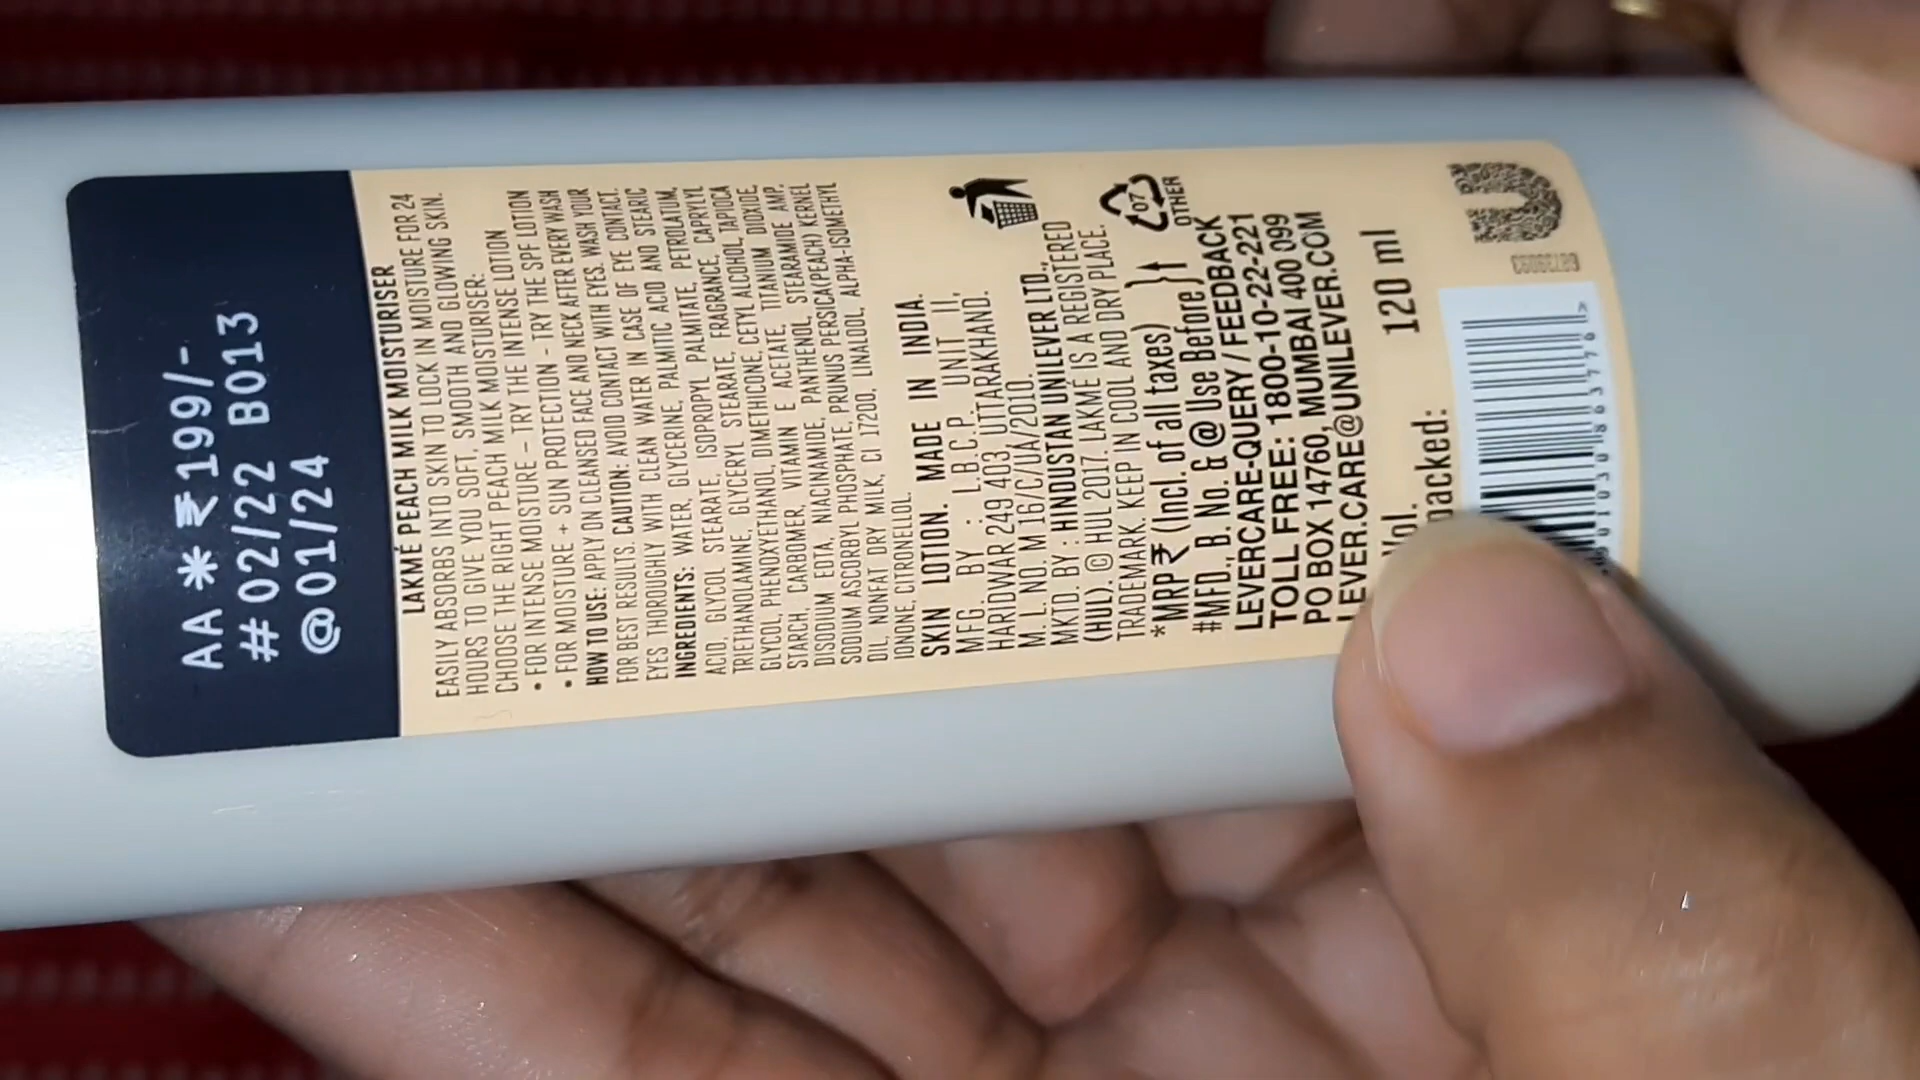 AA * ₹199/-
# 02/22 B013
@ 01/24
LAKMÉ PEACH MILK MOISTURISER
EASILY ABSORBS INTO SKIN TO LOCK IN MOISTURE FOR 24
HOURS TO GIVE YOU SOFT, SMOOTH AND GLOWING SKIN.
CHOOSE THE RIGHT PEACH MILK MOISTURISER:
• FOR INTENSE MOISTURE – TRY THE INTENSE LOTION
• FOR MOISTURE + SUN PROTECTION - TRY THE SPF LOTION
HOW TO USE: APPLY ON CLEANSED FACE AND NECK AFTER EVERY WASH
FOR BEST RESULTS. CAUTION: AVOID CONTACT WITH EYES. WASH YOUR
EYES THOROUGHLY WITH CLEAN WATER IN CASE OF EYE CONTACT.
INGREDIENTS: WATER, GLYCERINE, PALMITIC ACID AND STEARIC
ACID, GLYCOL STEARATE, ISOPROPYL PALMITATE, PETROLATUM,
TRIETHANOLAMINE, GLYCERYL STEARATE, FRAGRANCE, CAPRYLYL
GLYCOL, PHENOXYETHANOL, DIMETHICONE, CETYL ALCOHOL, TAPIOCA
STARCH, CARBOMER, VITAMIN E ACETATE, TITANIUM DIOXIDE,
DISODIUM EDTA, NIACINAMIDE, PANTHENOL, STEARAMIDE AMP,
SODIUM ASCORBYL PHOSPHATE, PRUNUS PERSICA(PEACH) KERNEL
OIL, NONFAT DRY MILK, CI 17200, LINALOOL, ALPHA-ISOMETHYL
IONONE, CITRONELLOL.
SKIN LOTION. MADE IN INDIA.
MFG. BY : L.B.C.P UNIT II,
HARIDWAR 249 403, UTTARAKHAND.
M.L. NO. M 16/C/UA/2010.
MKTD. BY : HINDUSTAN UNILEVER LTD.,
(HUL). © HUL 2017. LAKMÉ IS A REGISTERED
TRADEMARK. KEEP IN COOL AND DRY PLACE.
*MRP ₹ (Incl. of all taxes)
#MFD., B. No. & @ Use Before
LEVERCARE-QUERY / FEEDBACK
TOLL FREE: 1800-10-22-221
PO BOX 14760, MUMBAI 400 099
LEVER.CARE@UNILEVER.COM
07
OTHER
Vol. 120 ml